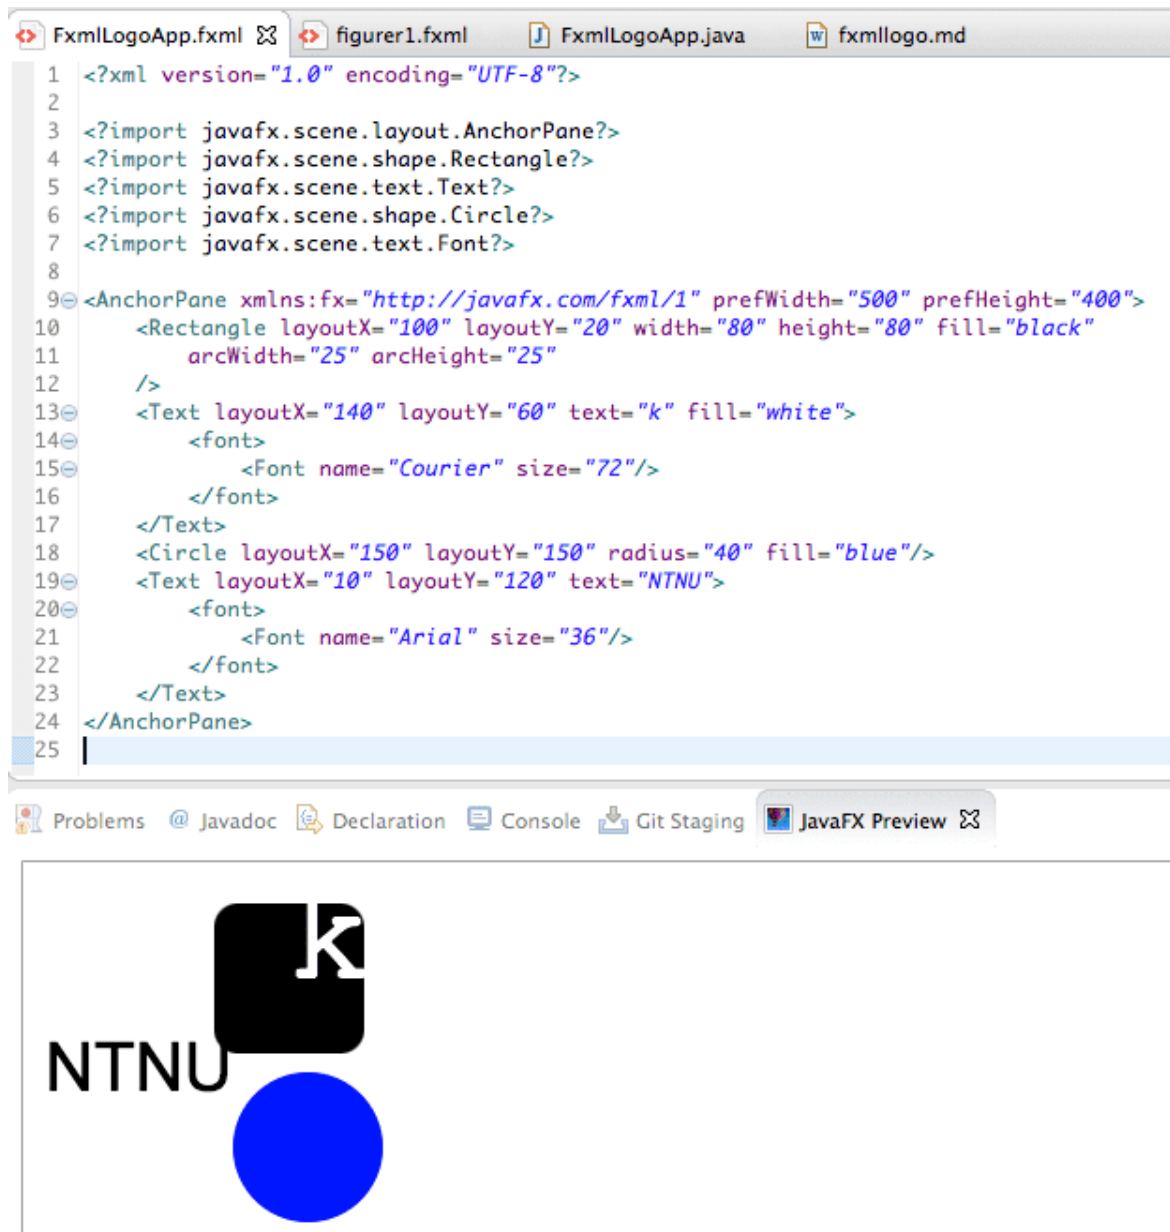 FxmlLogoApp.fxml figurer1.fxml FxmlLogoApp.java fxmllogo.md
1 <?xml version="1.0" encoding="UTF-8"?>
2
3 <?import javafx.scene.layout.AnchorPane?>
4 <?import javafx.scene.shape.Rectangle?>
5 <?import javafx.scene.text.Text?>
6 <?import javafx.scene.shape.Circle?>
7 <?import javafx.scene.text.Font?>
8
9 <AnchorPane xmlns:fx="http://javafx.com/fxml/1" prefWidth="500" prefHeight="400">
10     <Rectangle layoutX="100" layoutY="20" width="80" height="80" fill="black"
11         arcWidth="25" arcHeight="25"
12     />
13     <Text layoutX="140" layoutY="60" text="k" fill="white">
14         <font>
15             <Font name="Courier" size="72"/>
16         </font>
17     </Text>
18     <Circle layoutX="150" layoutY="150" radius="40" fill="blue"/>
19     <Text layoutX="10" layoutY="120" text="NTNU">
20         <font>
21             <Font name="Arial" size="36"/>
22         </font>
23     </Text>
24 </AnchorPane>
25
Problems @ Javadoc Declaration Console Git Staging JavaFX Preview
k
NTNU